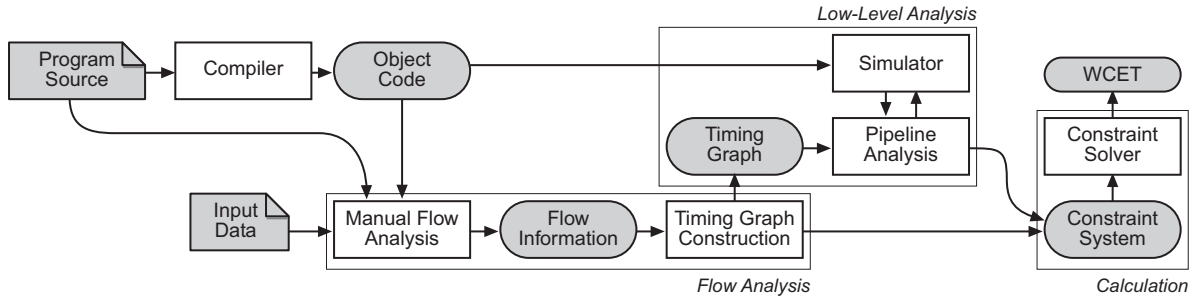 Low-Level Analysis
Program
Source
Compiler
Object
Code
Simulator
WCET
Timing
Graph
Pipeline
Analysis
Constraint
Solver
Input
Data
Manual Flow
Analysis
Flow
Information
Timing Graph
Construction
Constraint
System
Flow Analysis
Calculation